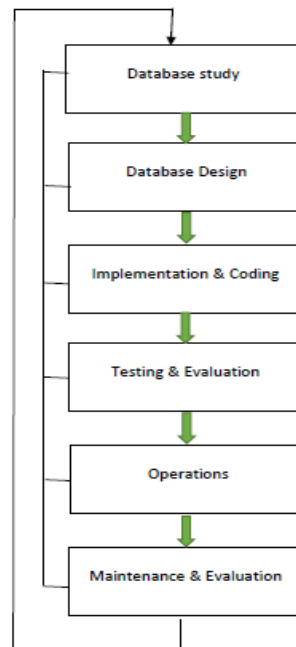 Database study
Database Design
Implementation & Coding
Testing & Evaluation
Operations
Maintenance & Evaluation